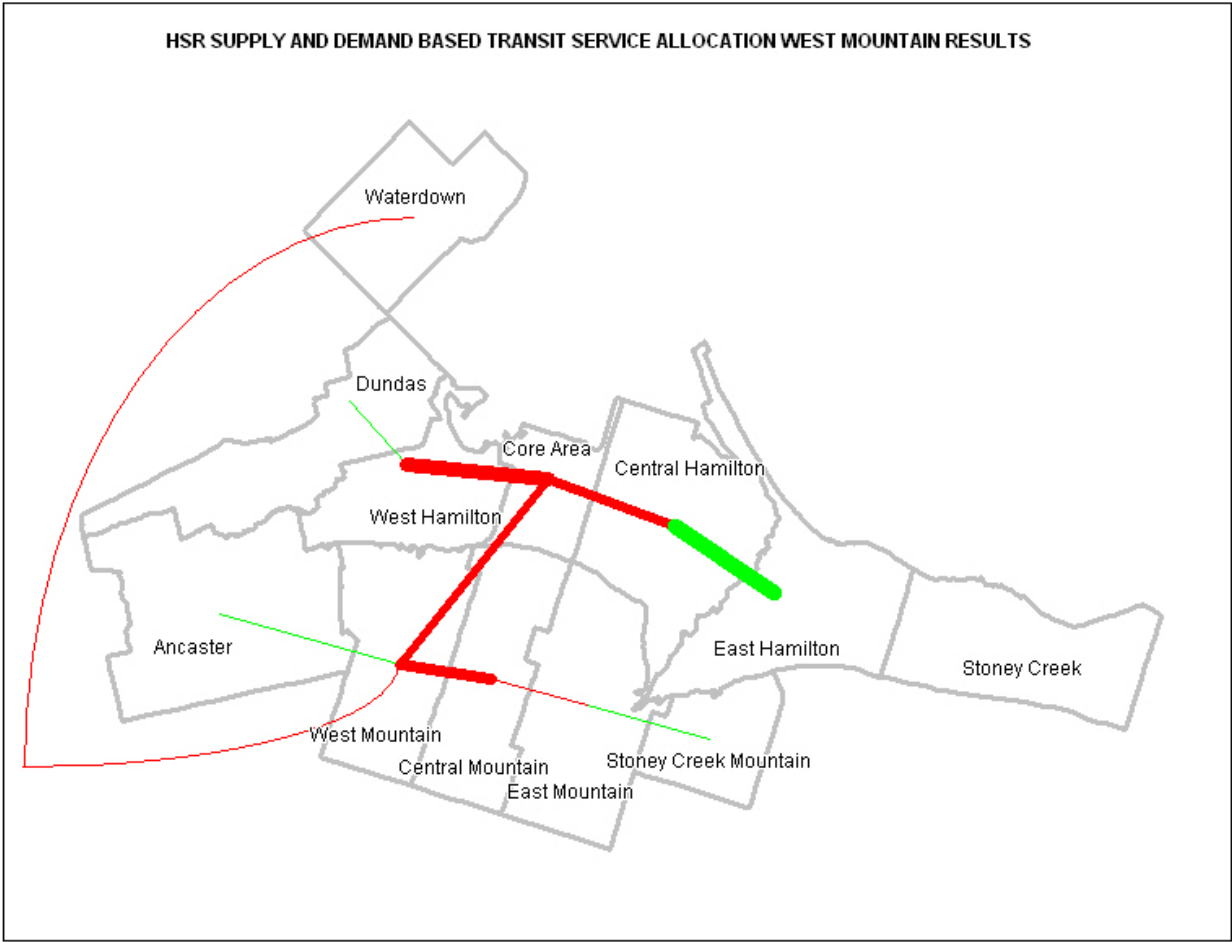 HSR SUPPLY AND DEMAND BASED TRANSIT SERVICE ALLOCATION WEST MOUNTAIN RESULTS
Waterdown
Dundas
Core Area
Central Hamilton
West Hamilton
Ancaster
East Hamilton
Stoney Creek
West Mountain
Central Mountain
Stoney Creek Mountain
East Mountain